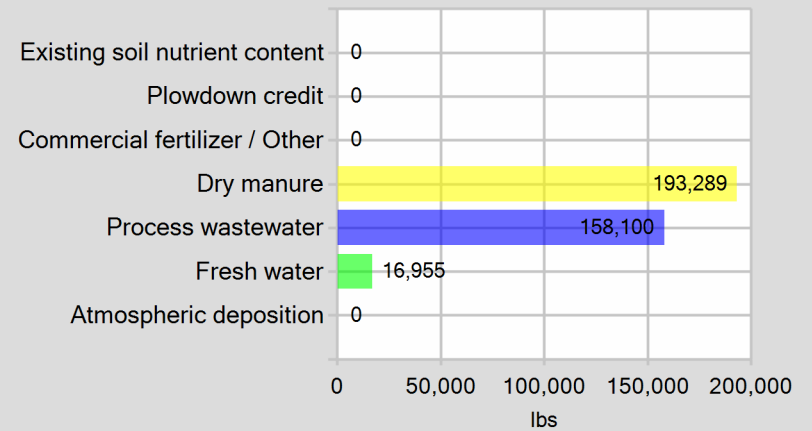 Existing soil nutrient content 0
Plowdown credit 0
Commercial fertilizer / Other 0
Dry manure 193,289
Process wastewater 158,100
Fresh water 16,955
Atmospheric deposition 0
0 50,000 100,000 150,000 200,000
lbs